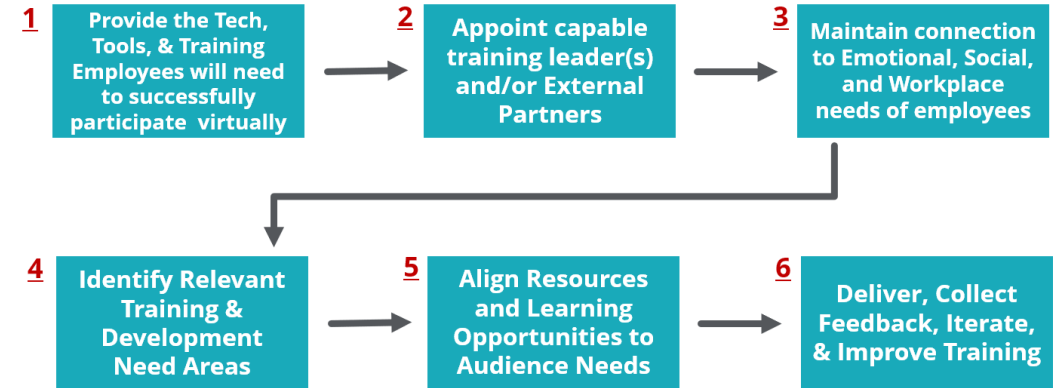 1
Provide the Tech,
Tools, & Training
Employees will need
to successfully
participate virtually
2
Appoint capable
training leader(s)
and/or External
Partners
3
Maintain connection
to Emotional, Social,
and Workplace
needs of employees
4
Identify Relevant
Training &
Development
Need Areas
5
Align Resources
and Learning
Opportunities to
Audience Needs
6
Deliver, Collect
Feedback, Iterate,
& Improve Training